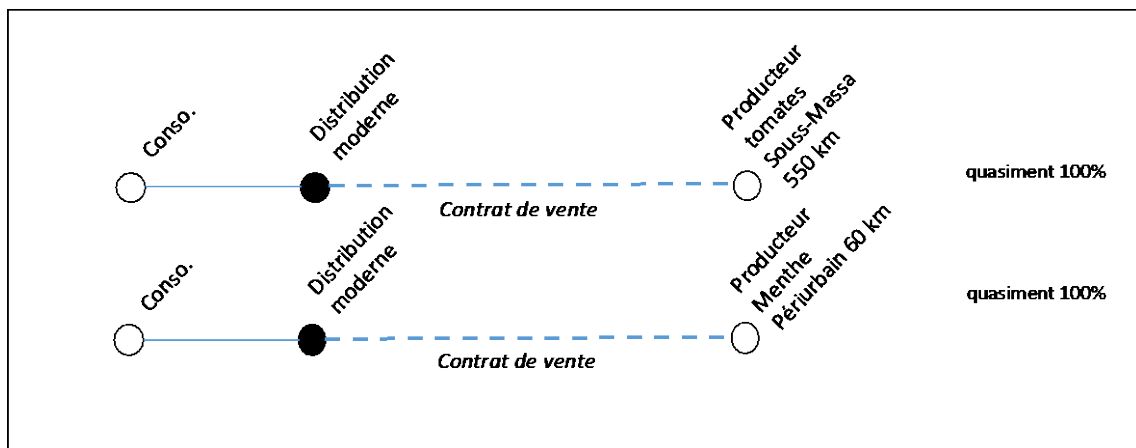 Conso.
Distribution
moderne
Producteur
tomates
Souss-Massa
550 km
quasiment 100%
Contrat de vente
Conso.
Distribution
moderne
Producteur
Menthe
Périurbain 60 km
quasiment 100%
Contrat de vente